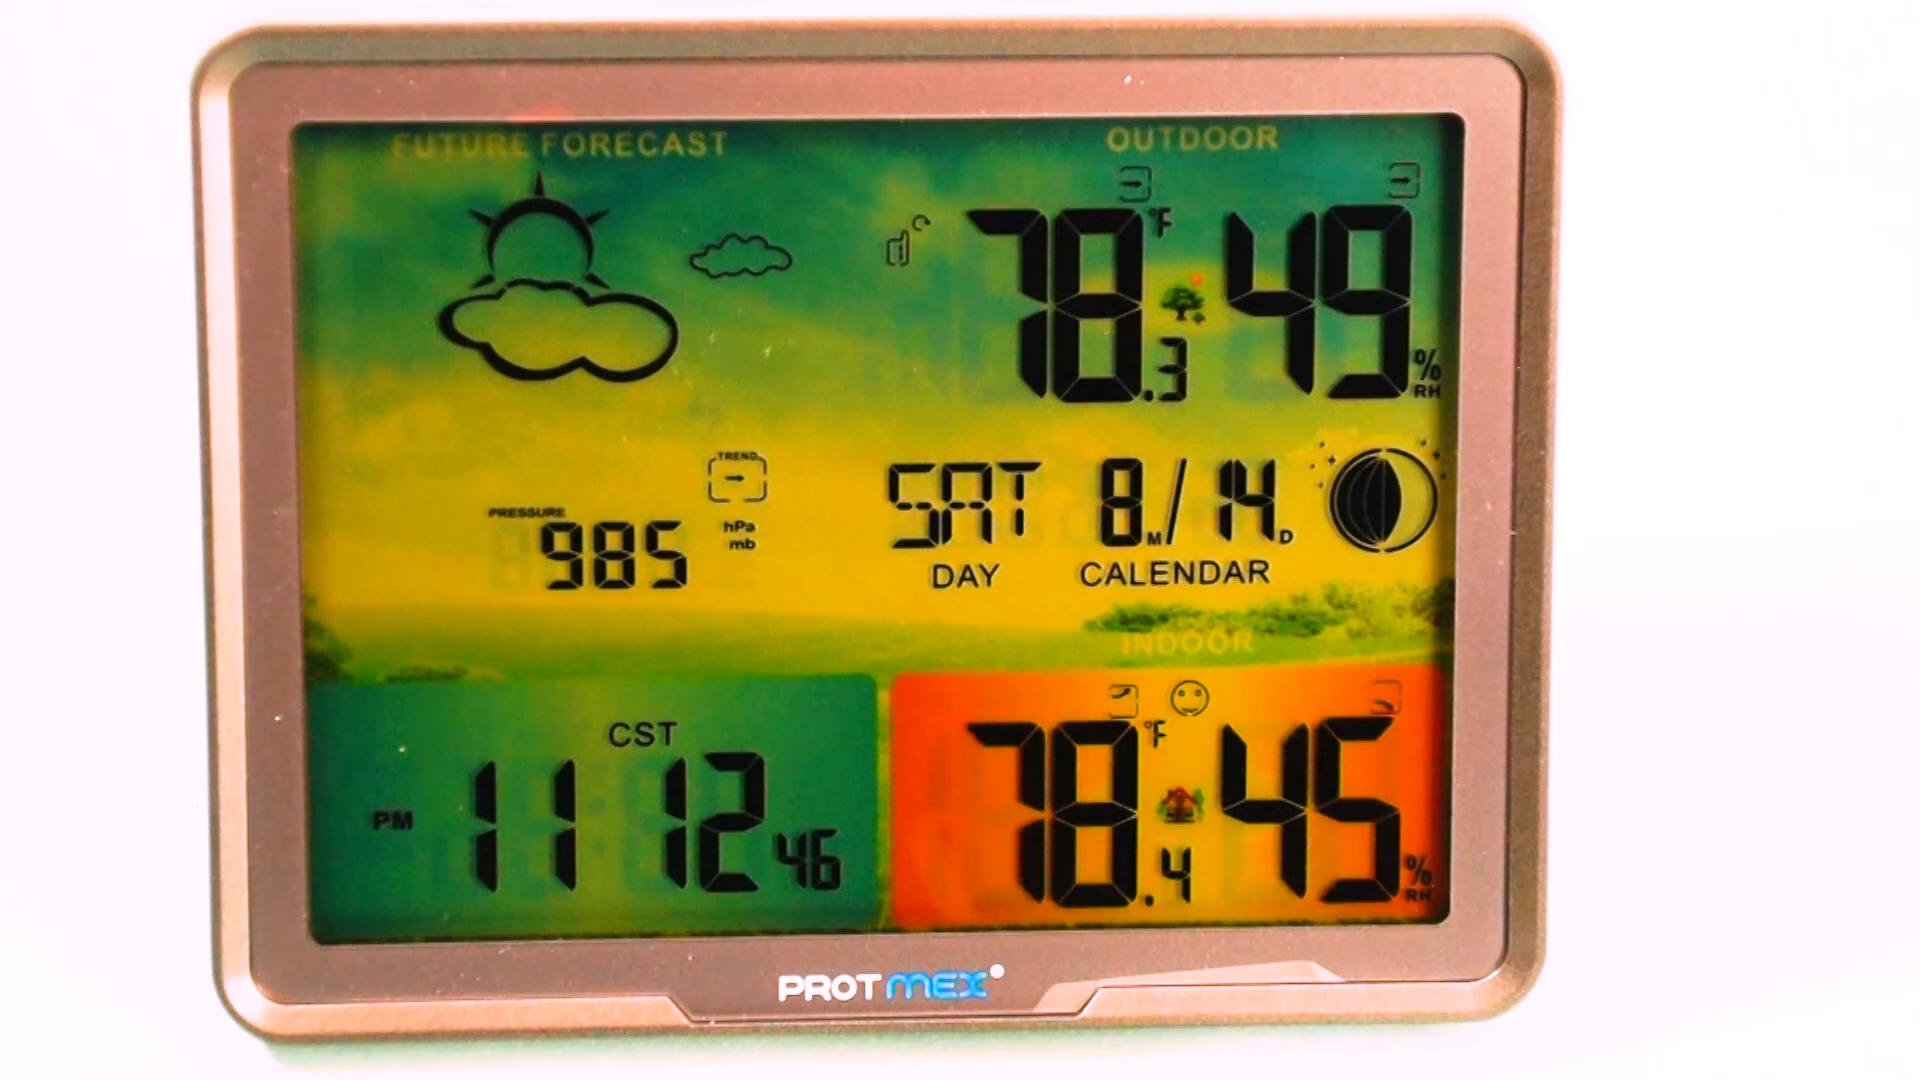 FUTURE FORECAST
OUTDOOR
78.3 °F
49 % RH
TREND
PRESSURE
985 hPa mb
SAT 8 M / 14 D
DAY CALENDAR
INDOOR
CST
PM 11 12 46
78.4 °F
45 % RH
PROTMEX